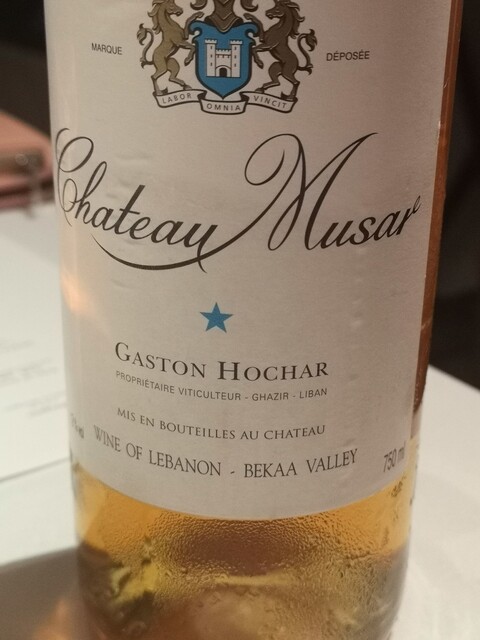 MARQUE
DÉPOSÉE
LABOR OMNIA VINCIT
Chateau Musar
GASTON HOCHAR
PROPRIÉTAIRE VITICULTEUR - GHAZIR - LIBAN
MIS EN BOUTEILLES AU CHATEAU
WINE OF LEBANON - BEKAA VALLEY
750 ml